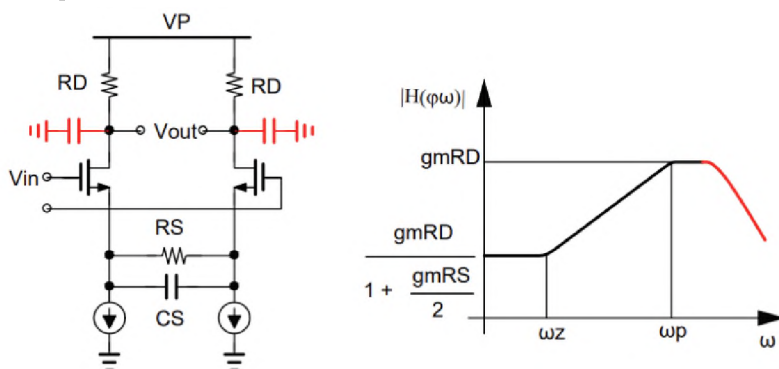 VP
RD
RD
Vout
Vin
RS
CS
|H(φω)|
gmRD
gmRD
1 + gmRS
2
ωz
ωp
ω